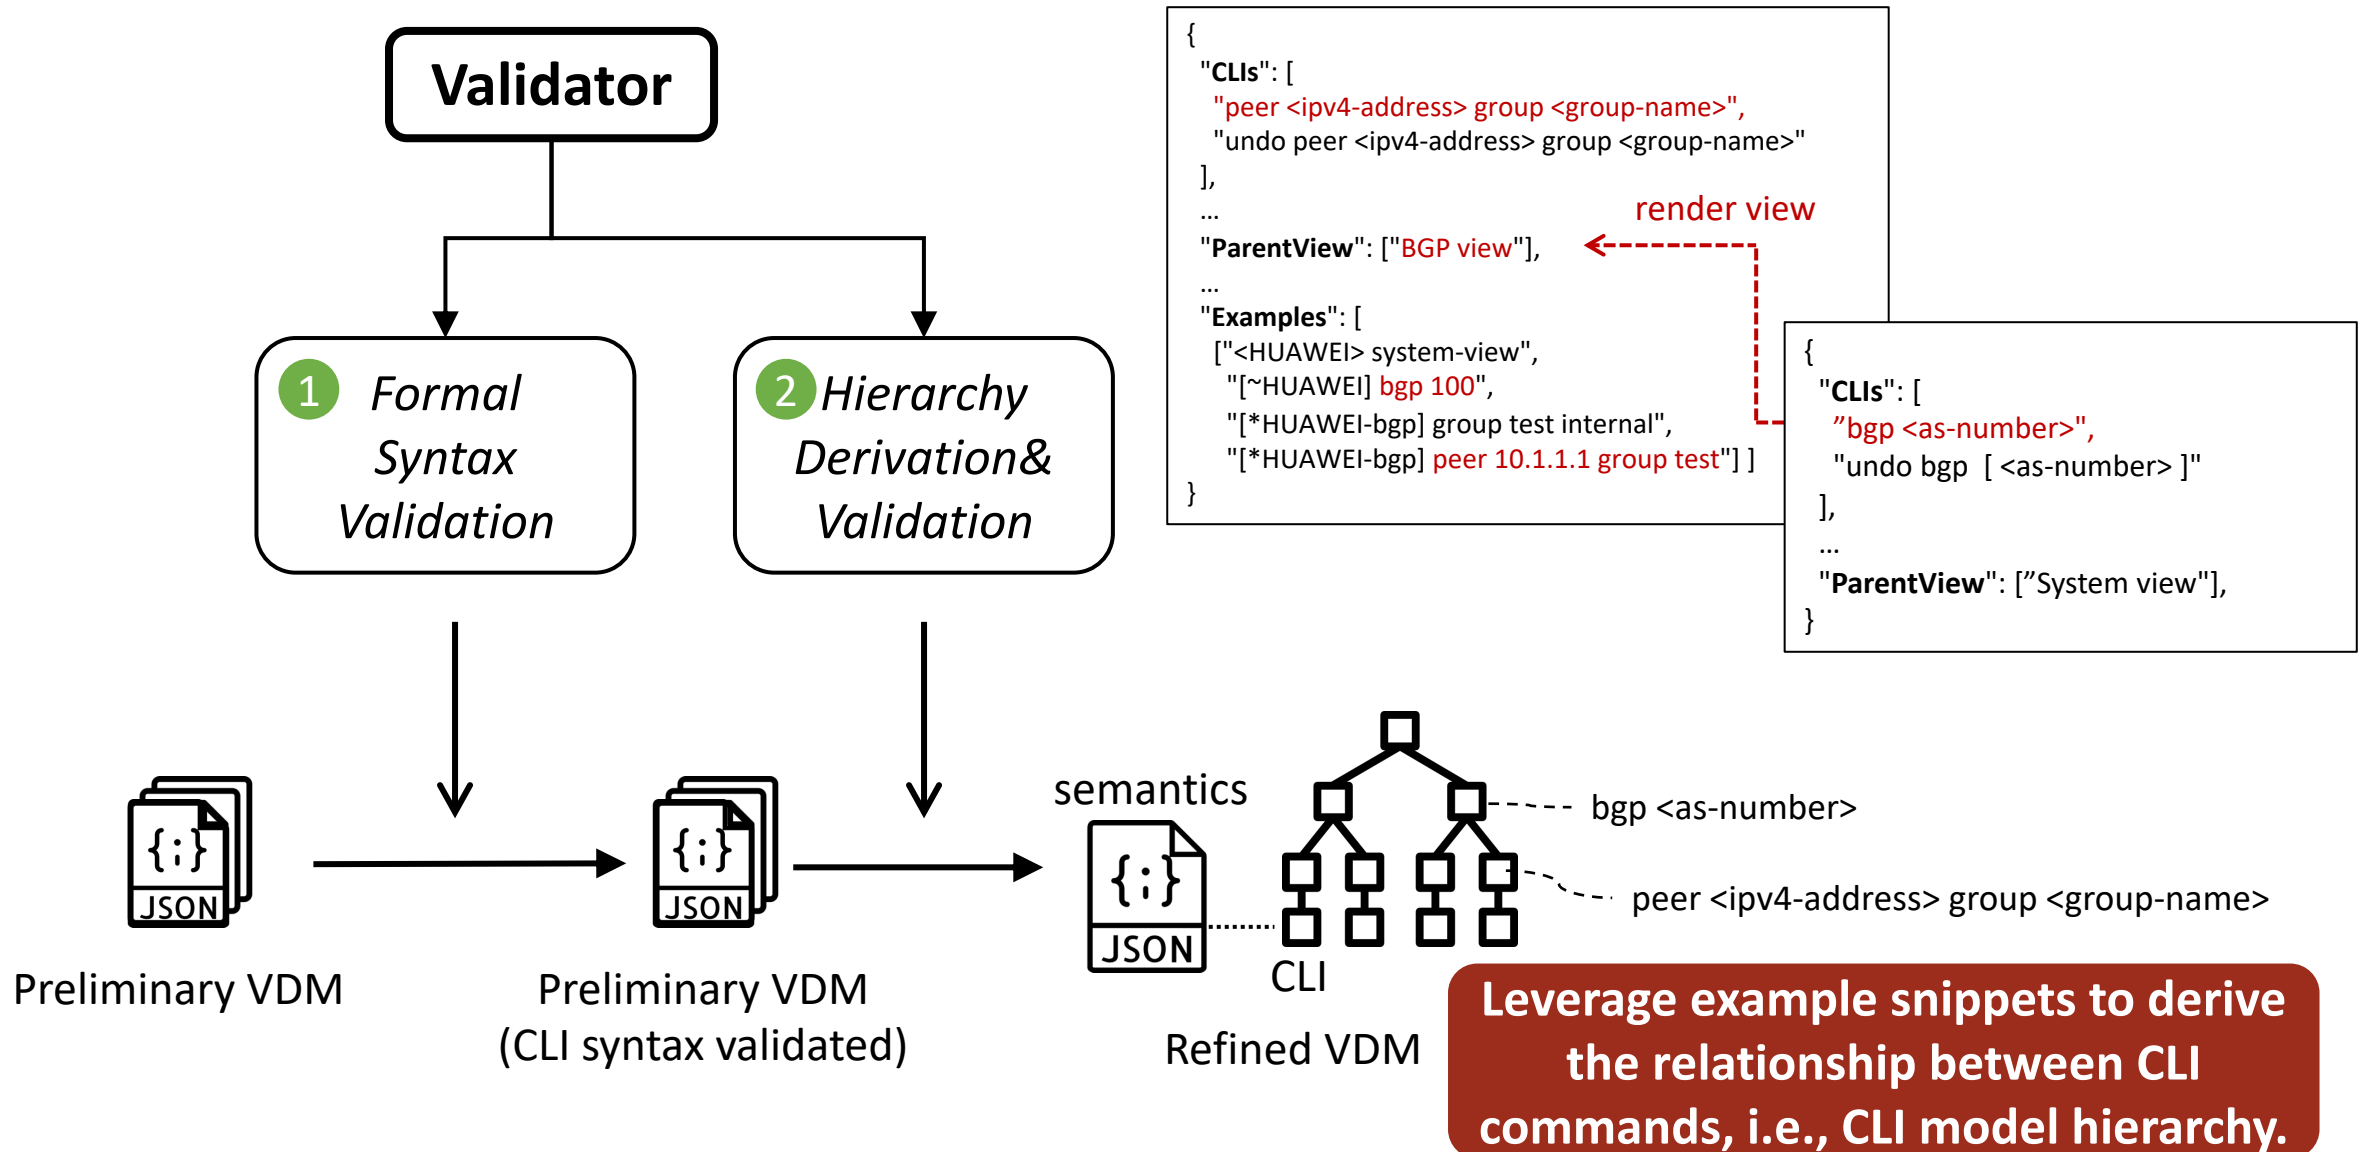 Validator
1
Formal
Syntax
Validation
2
Hierarchy
Derivation&
Validation
{
"CLIs": [
"peer <ipv4-address> group <group-name>",
"undo peer <ipv4-address> group <group-name>"
],
...
"ParentView": ["BGP view"],
...
"Examples": [
["<HUAWEI> system-view",
"[~HUAWEI] bgp 100",
"[*HUAWEI-bgp] group test internal",
"[*HUAWEI-bgp] peer 10.1.1.1 group test"] ]
}
render view
{
"CLIs": [
”bgp <as-number>",
"undo bgp  [ <as-number> ]"
],
...
"ParentView": [”System view"],
}
{;}
JSON
Preliminary VDM
{;}
JSON
Preliminary VDM
(CLI syntax validated)
semantics
{;}
JSON
CLI
Refined VDM
bgp <as-number>
peer <ipv4-address> group <group-name>
Leverage example snippets to derive
the relationship between CLI
commands, i.e., CLI model hierarchy.